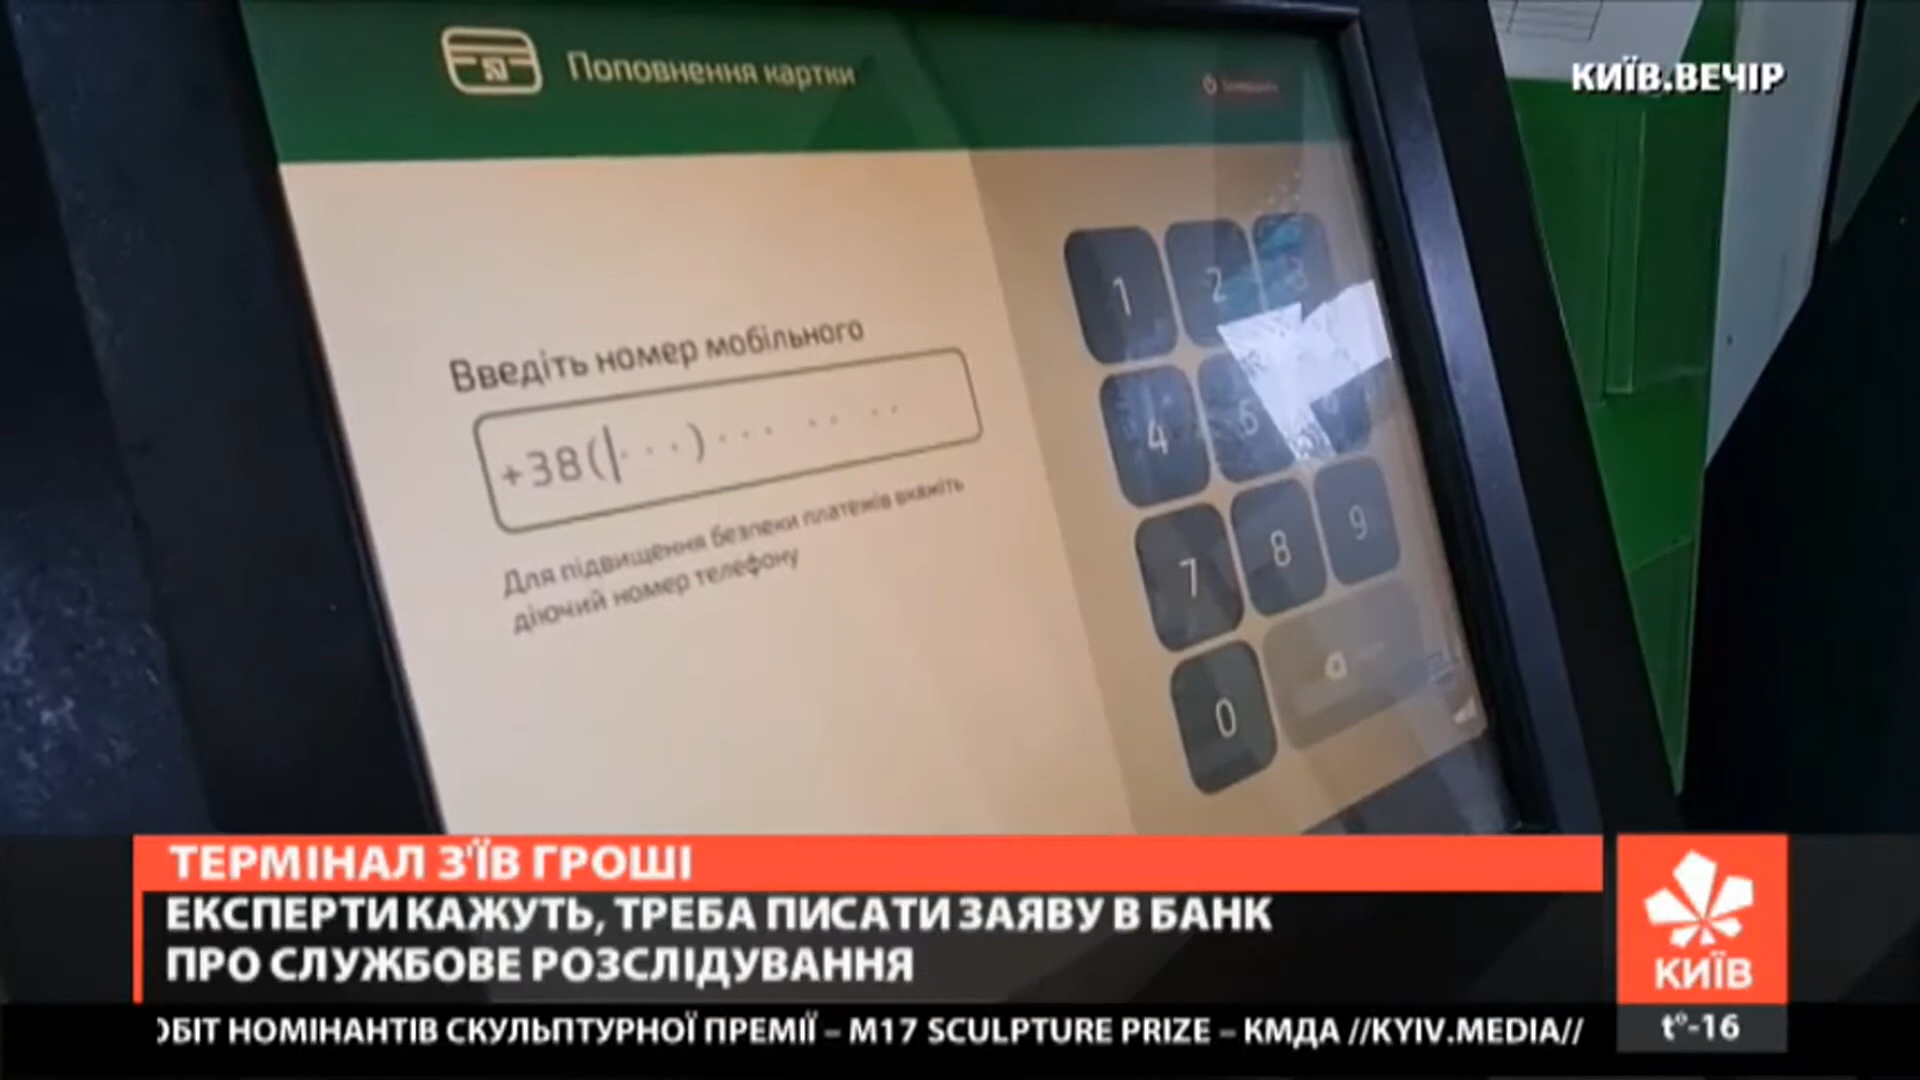 Поповнення картки
КИЇВ.ВЕЧІР
Введіть номер мобільного
+38(
Для підвищення безпеки платежів вкажіть
діючий номер телефону
1 2 3
4 5
7 8 9
0
ТЕРМІНАЛ З'ЇВ ГРОШІ
ЕКСПЕРТИ КАЖУТЬ, ТРЕБА ПИСАТИ ЗАЯВУ В БАНК
ПРО СЛУЖБОВЕ РОЗСЛІДУВАННЯ
КИЇВ
НОМІНАНТІВ СКУЛЬПТУРНОЇ ПРЕМІЇ – M17 SCULPTURE PRIZE – КМДА //KYIV.MEDIA//
t°-16